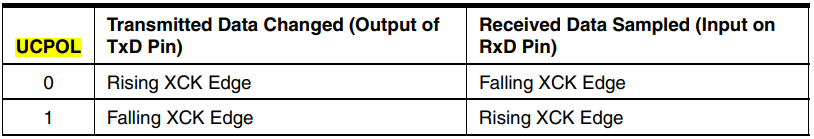 UCPOL Transmitted Data Changed (Output of TxD Pin) Received Data Sampled (Input on RxD Pin)
0 Rising XCK Edge Falling XCK Edge
1 Falling XCK Edge Rising XCK Edge